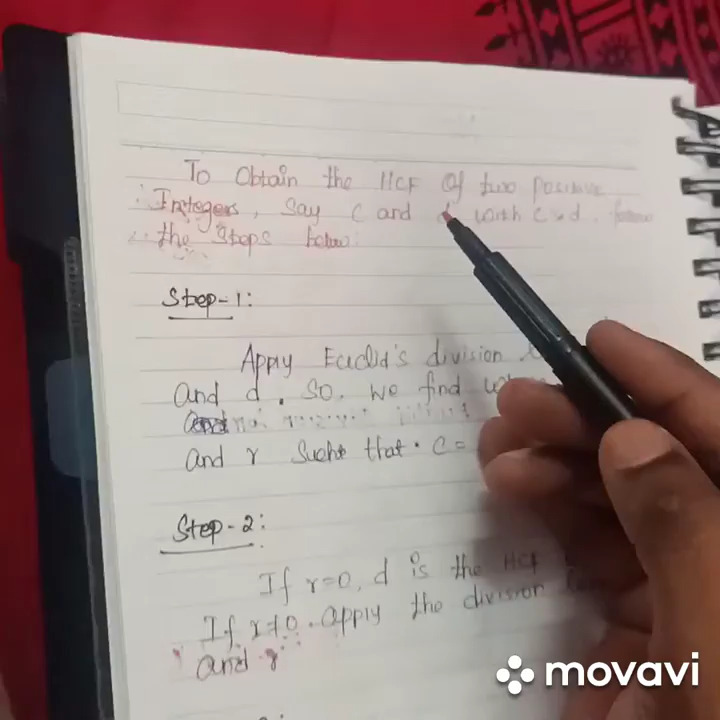 To Obtain the HCF Of two positive
Integers, Say C and d with C > d. follow
the Steps below:
Step-1:
Apply Euclid's division
and d. So, we find
and r Such that. C =
Step-2:
If r=0, d is the HCF
If r≠0. apply the division
and r
movavi